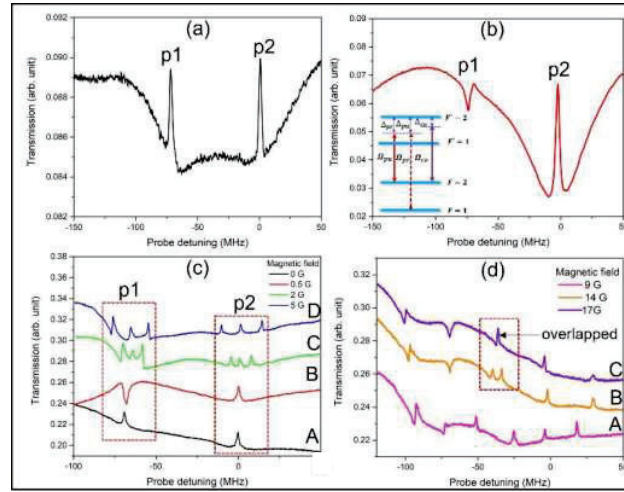 (a)
p1
p2
0.092
0.090
0.088
0.086
0.084
0.082
-150
-100
-50
0
50
Transmission (arb. unit)
Probe detuning (MHz)
(b)
p1
p2
0.09
0.08
0.07
0.06
0.05
0.04
0.03
0.02
-150
-100
-50
0
50
Transmission (arb. unit)
Probe detuning (MHz)
F' = 2
F' = 1
F = 2
F = 1
(c)
Magnetic field
0 G
0.5 G
2 G
5 G
p1
p2
D
C
B
A
0.36
0.34
0.32
0.30
0.28
0.26
0.24
0.22
0.20
-100
-50
0
Transmission (arb. unit)
Probe detuning (MHz)
(d)
Magnetic field
9 G
14 G
17G
overlapped
C
B
A
0.32
0.30
0.28
0.26
0.24
0.22
-100
-50
0
50
Transmission (arb. unit)
Probe detuning (MHz)